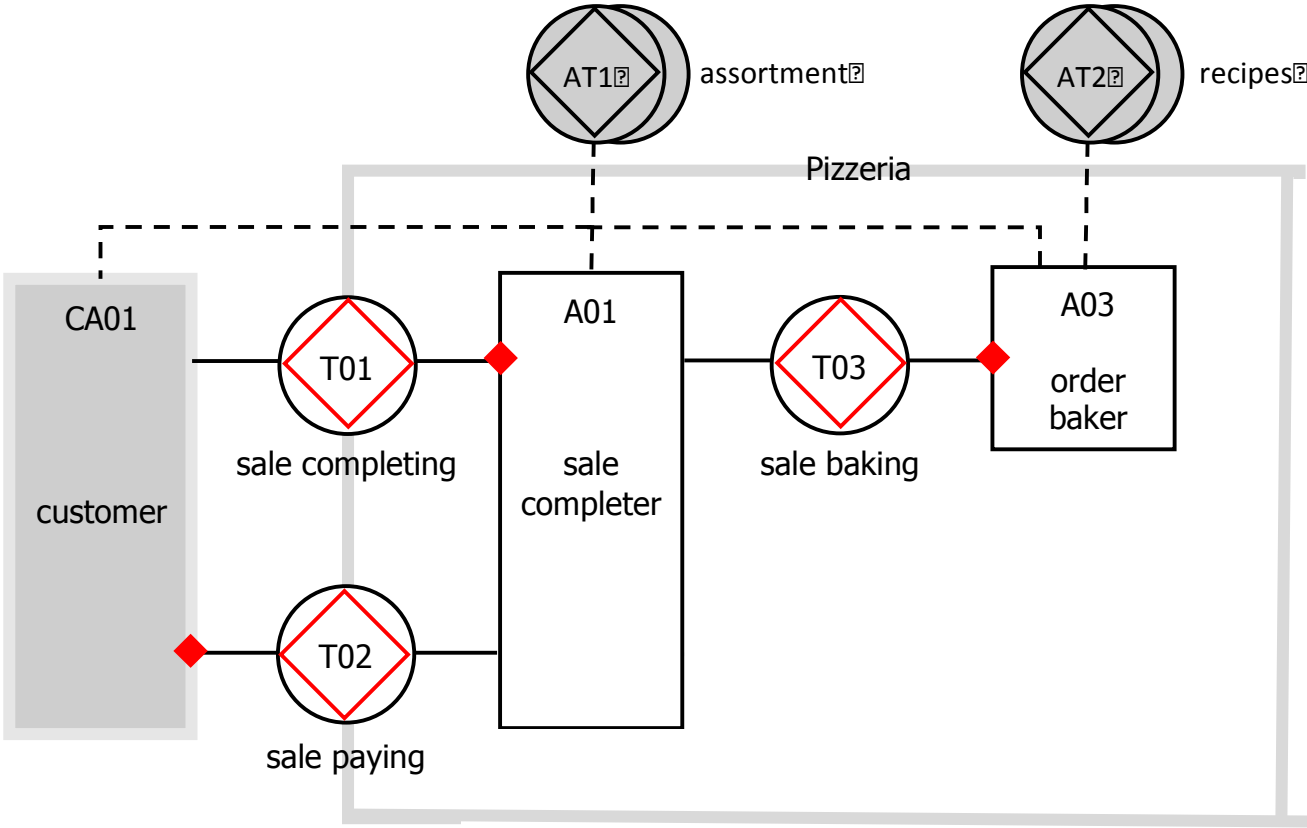 AT1⍰ assortment⍰
AT2⍰ recipes⍰
Pizzeria
CA01
customer
T01
sale completing
A01
sale
completer
T03
sale baking
A03
order
baker
T02
sale paying